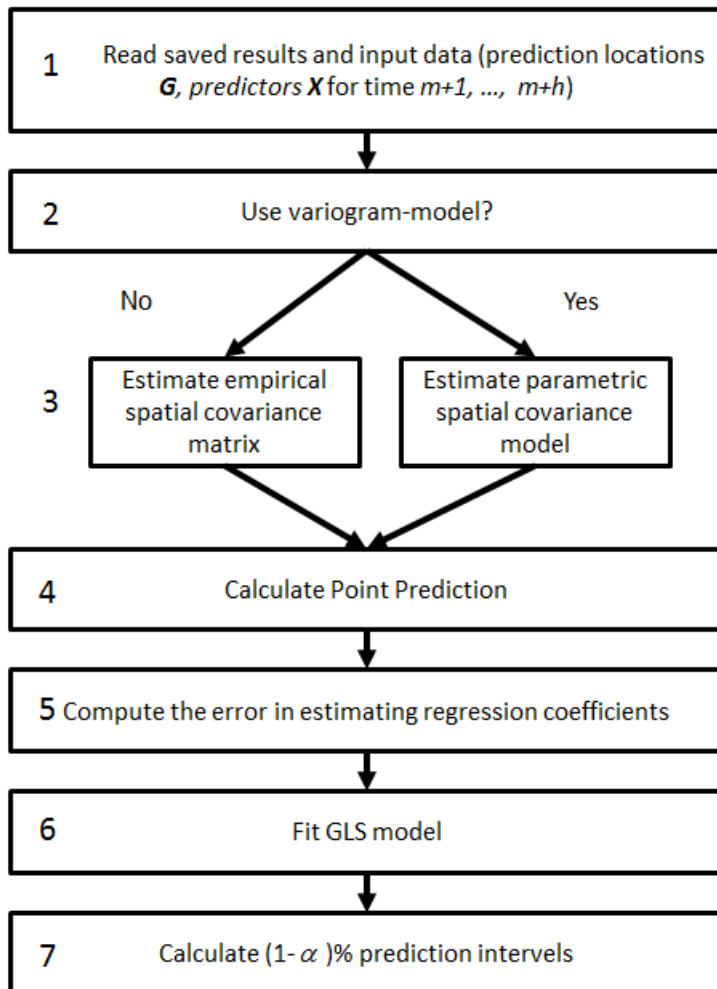 1 Read saved results and input data (prediction locations
G, predictors X for time m+1, ..., m+h)
2 Use variogram-model?
No
Yes
3
Estimate empirical
spatial covariance
matrix
Estimate parametric
spatial covariance
model
4 Calculate Point Prediction
5 Compute the error in estimating regression coefficients
6 Fit GLS model
7 Calculate (1- α )% prediction intervels